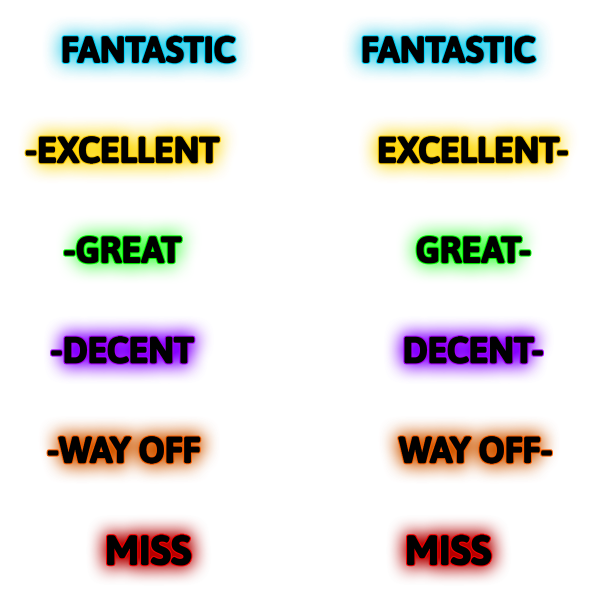 FANTASTIC FANTASTIC
-EXCELLENT EXCELLENT-
-GREAT GREAT-
-DECENT DECENT-
-WAY OFF WAY OFF-
MISS MISS